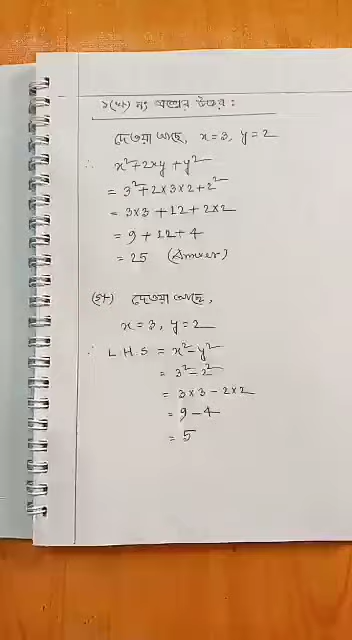 ১(খ) নং প্রশ্নের উত্তর :
দেওয়া আছে, x=3, y=2
∴ x²+2xy+y²
= 3²+2×3×2+2²
= 3×3+12+2×2
= 9+12+4
= 25 (Answer)
(গ) দেওয়া আছে,
x=3, y=2
∴ L.H.S = x²-y²
= 3²-2²
= 3×3-2×2
= 9-4
= 5